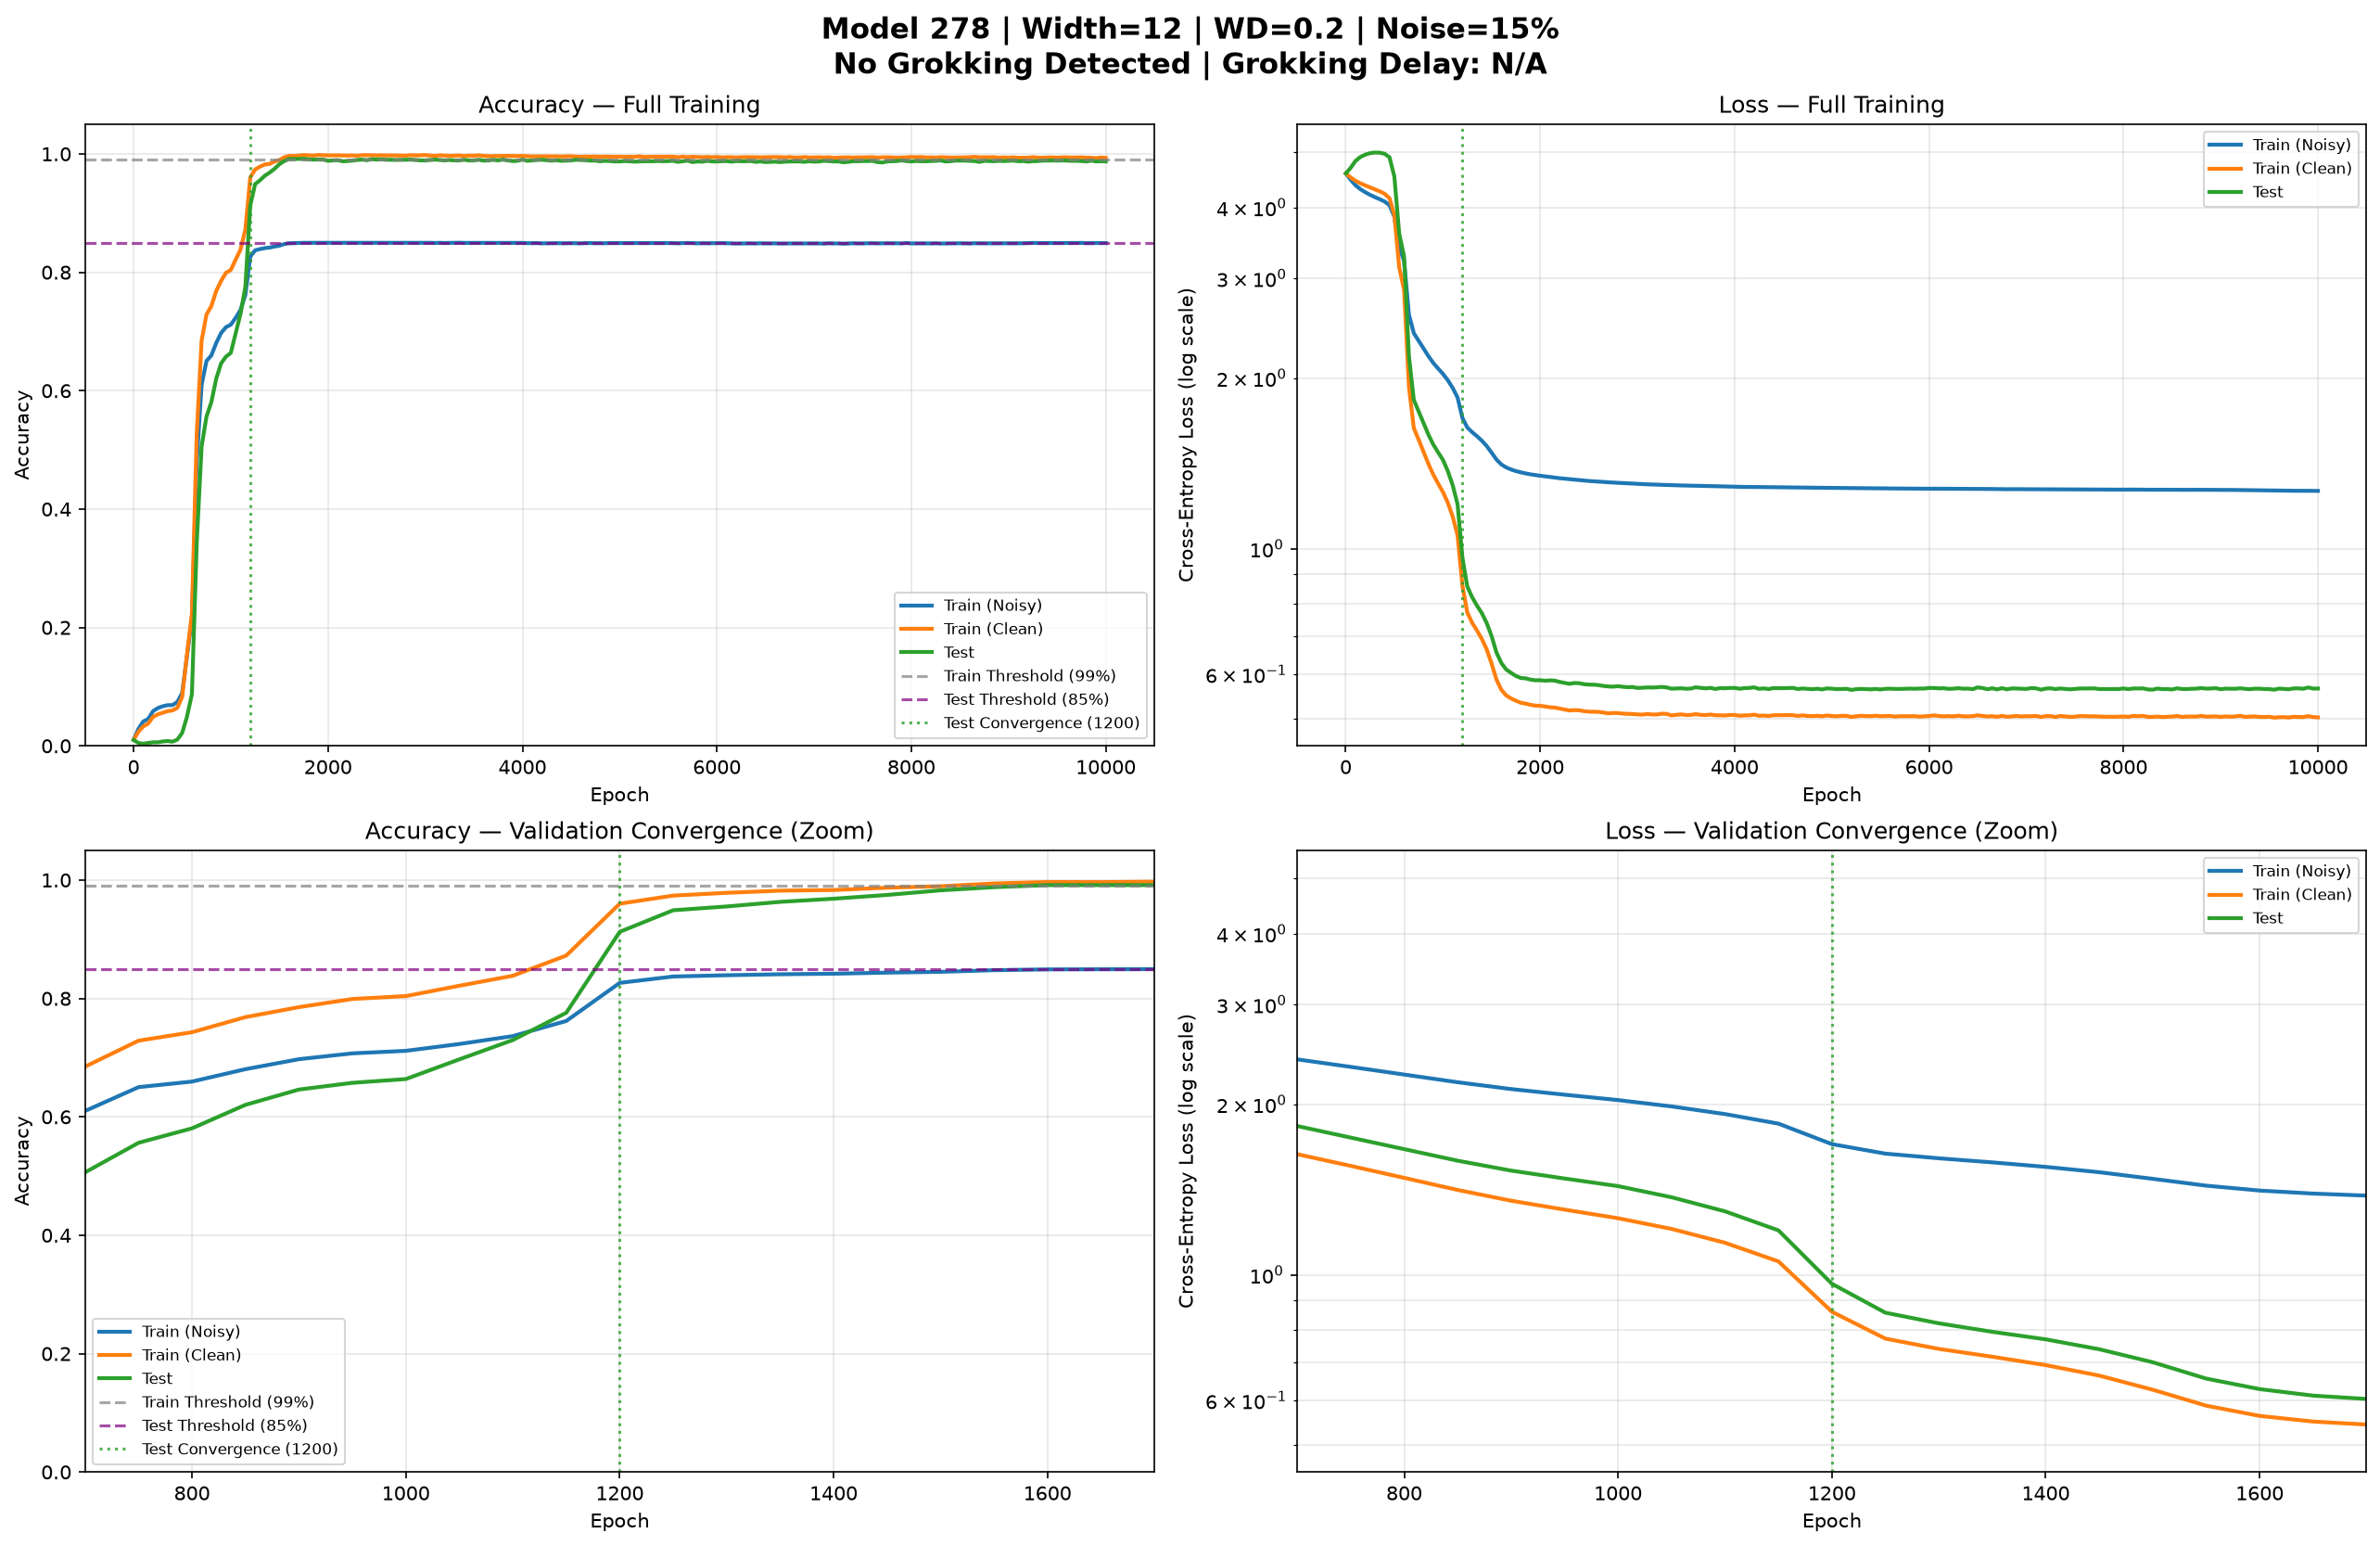 Model 278 | Width=12 | WD=0.2 | Noise=15%
No Grokking Detected | Grokking Delay: N/A
Accuracy — Full Training
1.0
0.8
0.6
0.4
0.2
0.0
Accuracy
0 2000 4000 6000 8000 10000
Epoch
Train (Noisy)
Train (Clean)
Test
Train Threshold (99%)
Test Threshold (85%)
Test Convergence (1200)
Loss — Full Training
4 × 10⁰
3 × 10⁰
2 × 10⁰
10⁰
6 × 10⁻¹
Cross-Entropy Loss (log scale)
0 2000 4000 6000 8000 10000
Epoch
Train (Noisy)
Train (Clean)
Test
Accuracy — Validation Convergence (Zoom)
1.0
0.8
0.6
0.4
0.2
0.0
Accuracy
800 1000 1200 1400 1600
Epoch
Train (Noisy)
Train (Clean)
Test
Train Threshold (99%)
Test Threshold (85%)
Test Convergence (1200)
Loss — Validation Convergence (Zoom)
4 × 10⁰
3 × 10⁰
2 × 10⁰
10⁰
6 × 10⁻¹
Cross-Entropy Loss (log scale)
800 1000 1200 1400 1600
Epoch
Train (Noisy)
Train (Clean)
Test